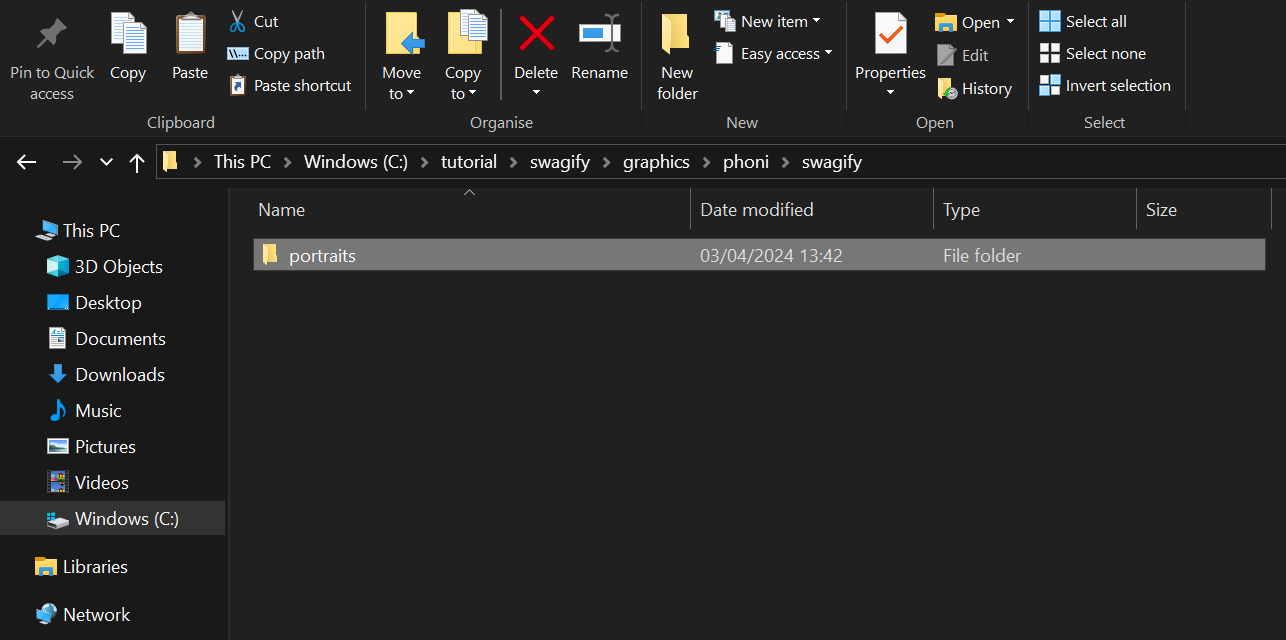 Pin to Quick
access
Copy
Paste
Cut
Copy path
Paste shortcut
Clipboard
Move
to
Copy
to
Delete
Rename
Organise
New
folder
New item
Easy access
New
Properties
Open
Edit
History
Open
Select all
Select none
Invert selection
Select
This PC > Windows (C:) > tutorial > swagify > graphics > phoni > swagify
Name Date modified Type Size
portraits 03/04/2024 13:42 File folder
This PC
3D Objects
Desktop
Documents
Downloads
Music
Pictures
Videos
Windows (C:)
Libraries
Network